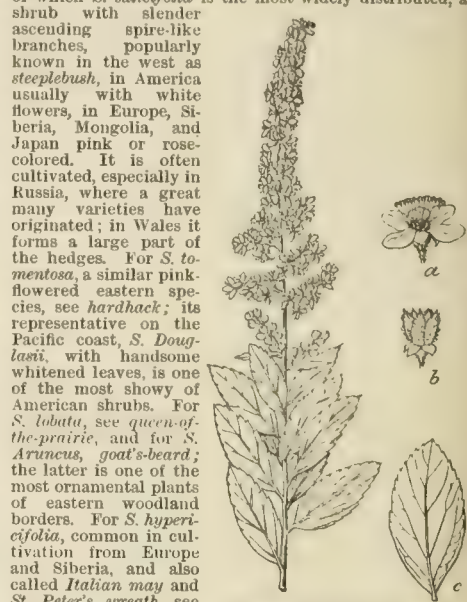 of which S. salicifolia is the most widely distributed, a
shrub with slender
ascending spire-like
branches, popularly
known in the west as
steeplebush, in America
usually with white
flowers, in Europe, Si-
beria, Mongolia, and
Japan pink or rose-
colored. It is often
cultivated, especially in
Russia, where a great
many varieties have
originated; in Wales it
forms a large part of
the hedges. For S. to-
mentosa, a similar pink-
flowered eastern spe-
cies, see hardhack; its
representative on the
Pacific coast, S. Doug-
lasii, with handsome
whitened leaves, is one
of the most showy of
American shrubs. For
S. lobata, see queen-of-
the-prairie, and for S.
Aruncus, goat's-beard;
the latter is one of the
most ornamental plants
of eastern woodland
borders. For S. hyperi-
cifolia, common in cul-
tivation from Europe
and Siberia, and also
called Italian may and
St. Peter's wreath, see
a
b
c